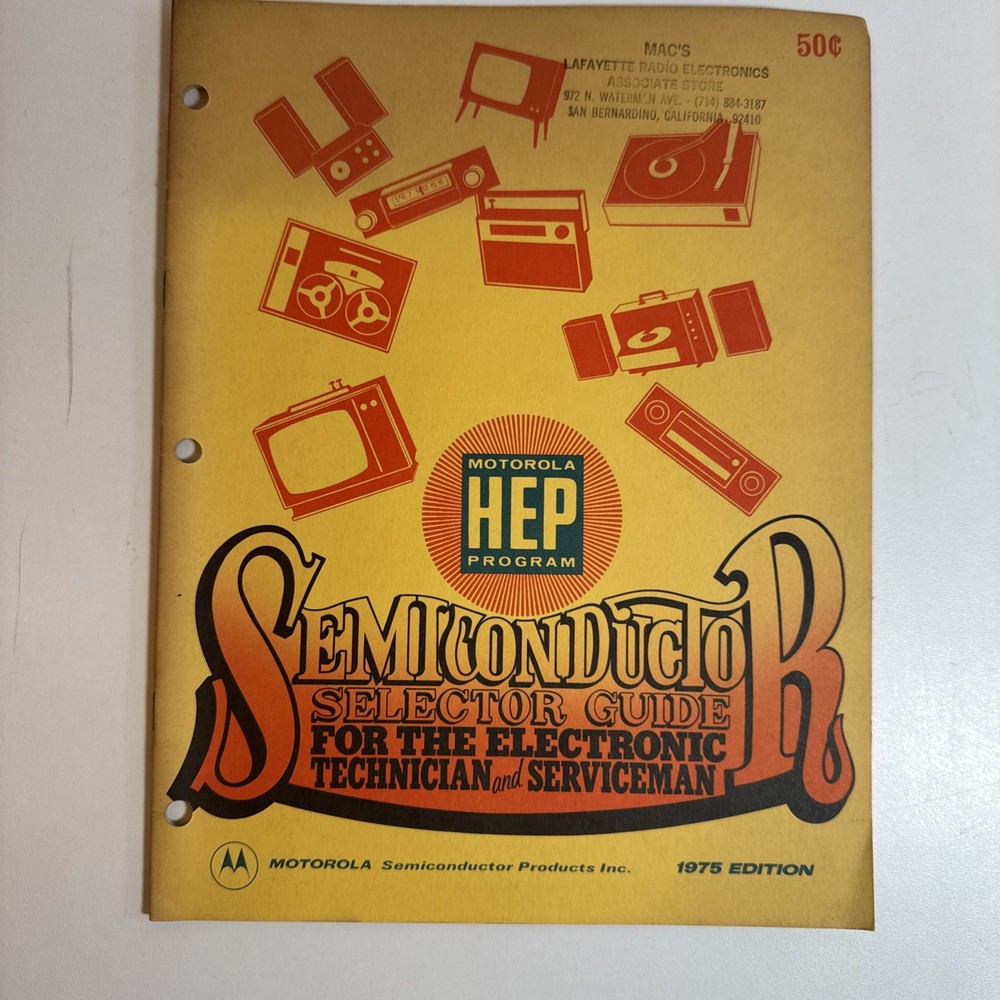 50¢
MAC'S
LAFAYETTE RADIO ELECTRONICS
ASSOCIATE STORE
972 N. WATERMAN AVE. - (714) 884-3187
SAN BERNARDINO, CALIFORNIA, 92410
MOTOROLA
HEP
PROGRAM
SEMICONDUCTOR
SELECTOR GUIDE
FOR THE ELECTRONIC
TECHNICIAN and SERVICEMAN
MOTOROLA Semiconductor Products Inc. 1975 EDITION